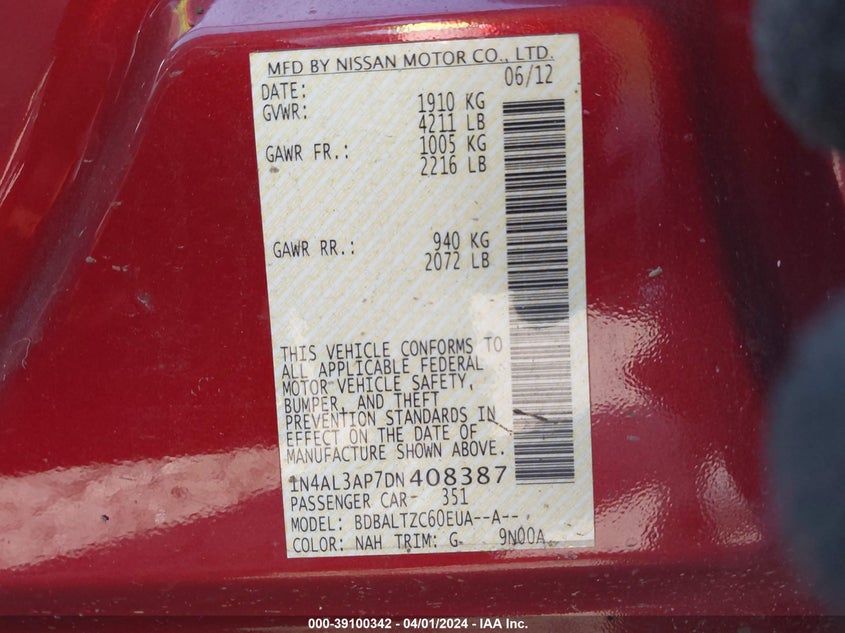 MFD BY NISSAN MOTOR CO., LTD.
DATE: 06/12
GVWR: 1910 KG
4211 LB
GAWR FR.: 1005 KG
2216 LB
GAWR RR.: 940 KG
2072 LB
THIS VEHICLE CONFORMS TO
ALL APPLICABLE FEDERAL
MOTOR VEHICLE SAFETY,
BUMPER, AND THEFT
PREVENTION STANDARDS IN
EFFECT ON THE DATE OF
MANUFACTURE SHOWN ABOVE.
1N4AL3AP7DN408387
PASSENGER CAR- 351
MODEL: BDBALTZC60EUA--A--
COLOR: NAH TRIM: G 9N00A
000-39100342 - 04/01/2024 - IAA Inc.